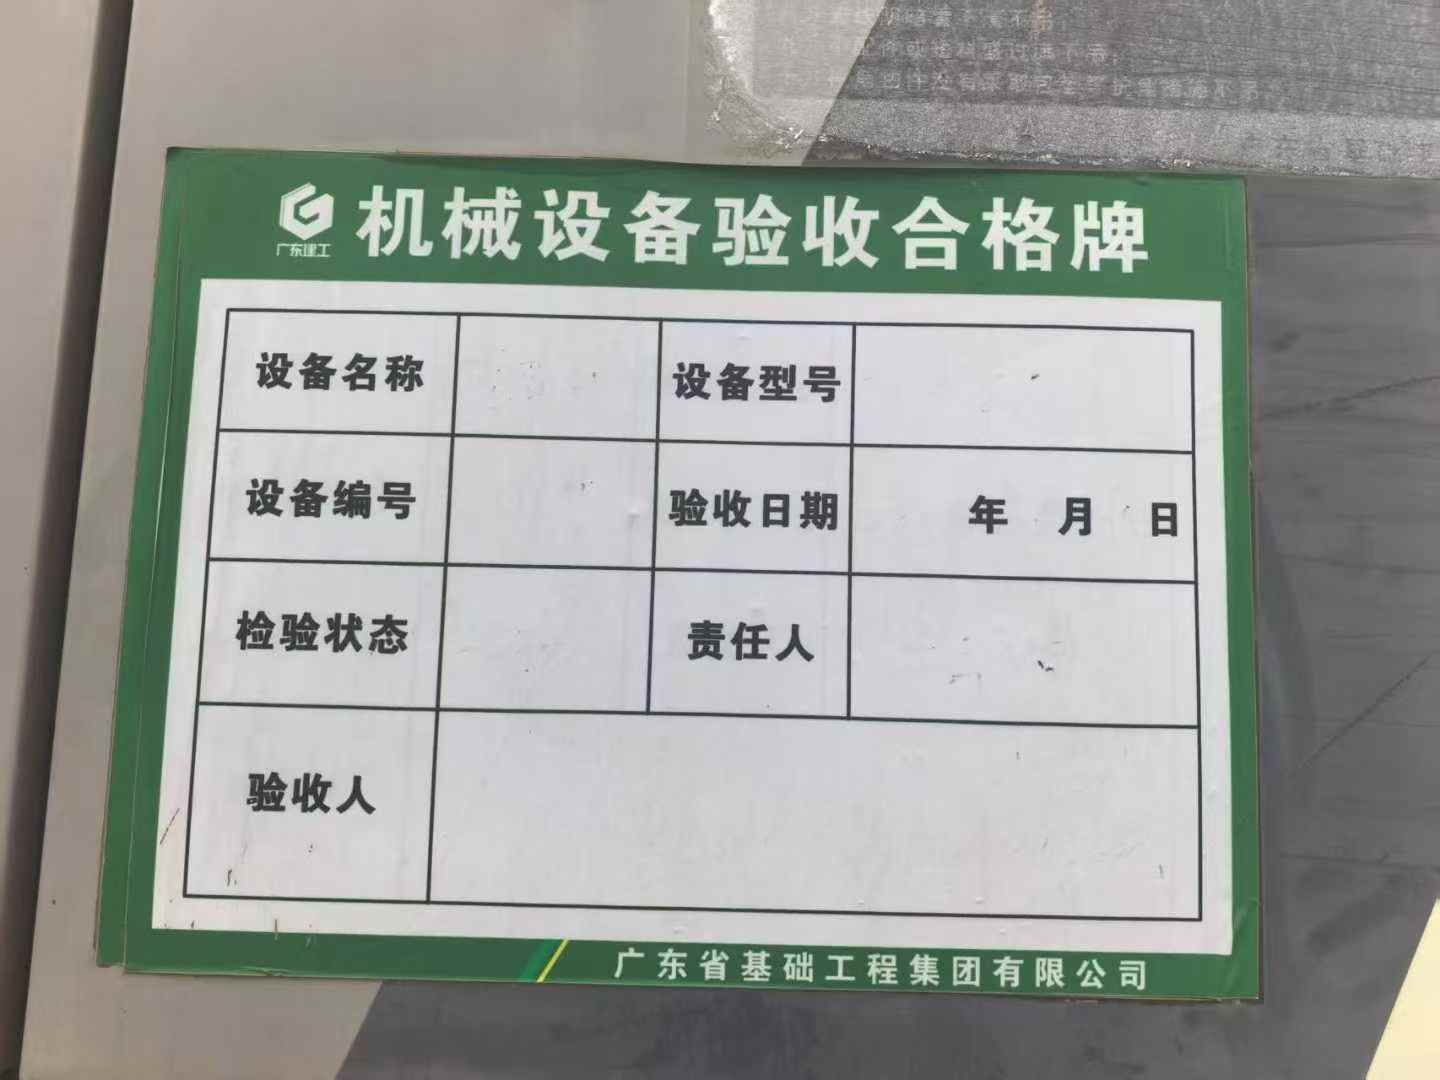 广东建工
机械设备验收合格牌
设备名称 设备型号
设备编号 验收日期 年 月 日
检验状态 责任人
验收人
广东省基础工程集团有限公司